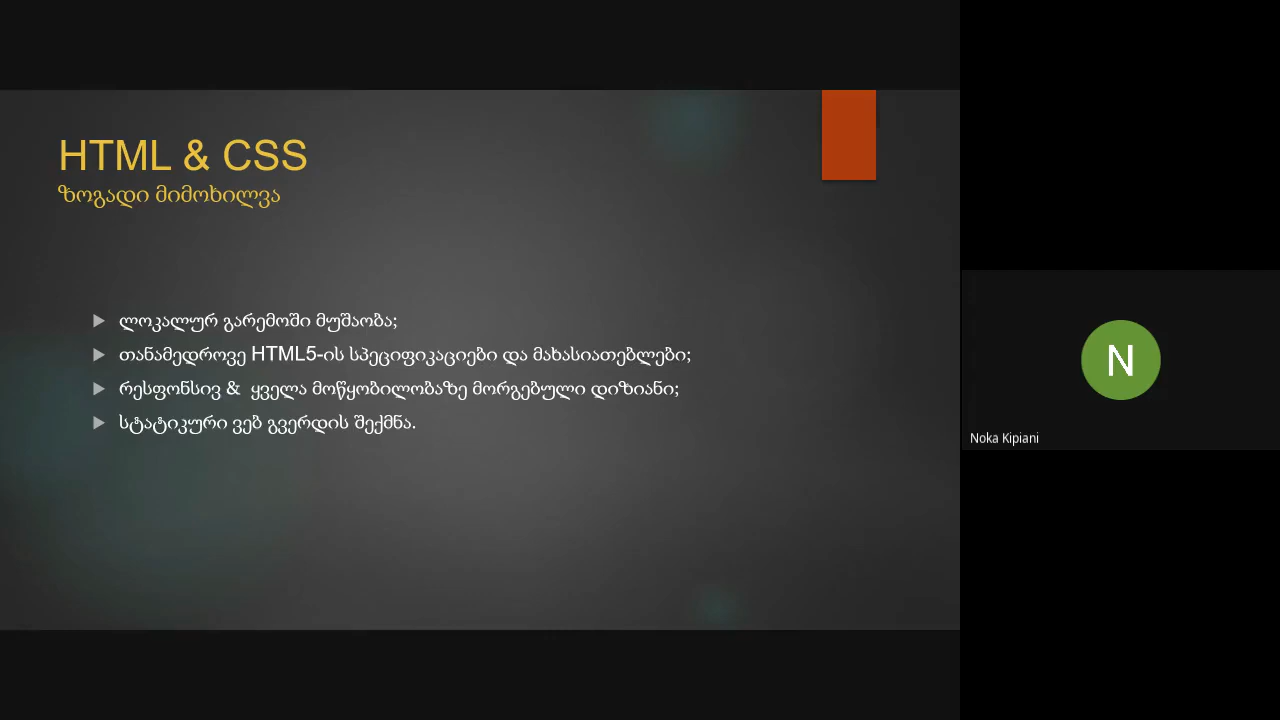 HTML & CSS
ზოგადი მიმოხილვა
ლოკალურ გარემოში მუშაობა;
თანამედროვე HTML5-ის სპეციფიკაციები და მახასიათებლები;
რესფონსივ & ყველა მოწყობილობაზე მორგებული დიზიანი;
სტატიკური ვებ გვერდის შექმნა.
N
Noka Kipiani